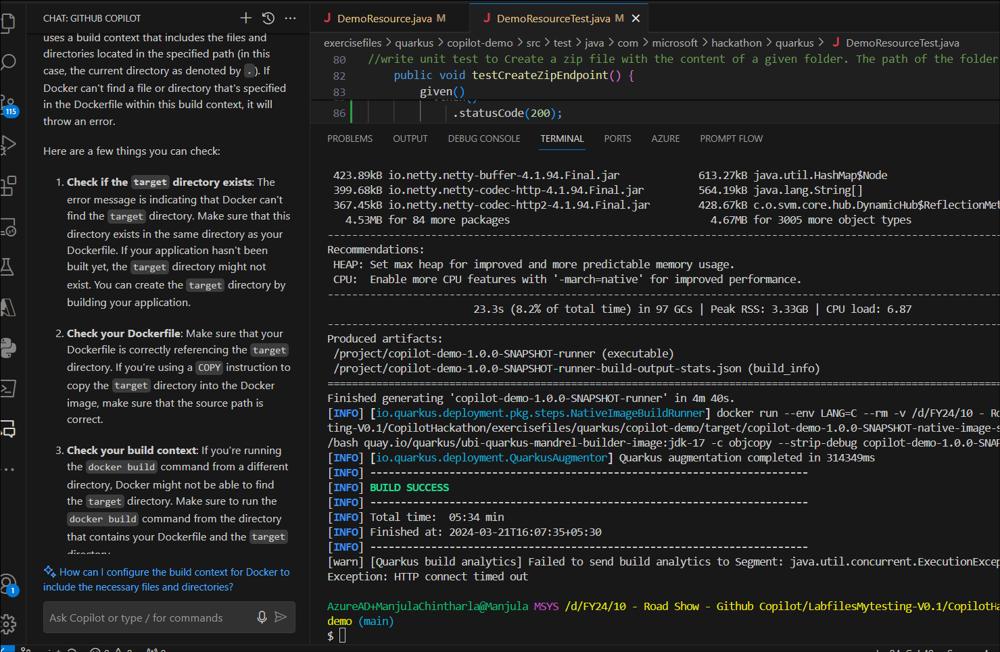 CHAT: GITHUB COPILOT
uses a build context that includes the files and
directories located in the specified path (in this
case, the current directory as denoted by . ). If
Docker can't find a file or directory that's specified
in the Dockerfile within this build context, it will
throw an error.
Here are a few things you can check:
1. Check if the target directory exists: The
error message is indicating that Docker can't
find the target directory. Make sure that this
directory exists in the same directory as your
Dockerfile. If your application hasn't been
built yet, the target directory might not
exist. You can create the target directory by
building your application.
2. Check your Dockerfile: Make sure that your
Dockerfile is correctly referencing the target
directory. If you're using a COPY instruction to
copy the target directory into the Docker
image, make sure that the source path is
correct.
3. Check your build context: If you're running
the docker build command from a different
directory, Docker might not be able to find
the target directory. Make sure to run the
docker build command from the directory
that contains your Dockerfile and the target
directory.
How can I configure the build context for Docker to
include the necessary files and directories?
Ask Copilot or type / for commands
115
1
DemoResource.java M
DemoResourceTest.java M
exercisefiles > quarkus > copilot-demo > src > test > java > com > microsoft > hackathon > quarkus > DemoResourceTest.java
80 //write unit test to Create a zip file with the content of a given folder. The path of the folder
82 public void testCreateZipEndpoint() {
83 given()
86 .statusCode(200);
PROBLEMS OUTPUT DEBUG CONSOLE TERMINAL PORTS AZURE PROMPT FLOW
423.89kB io.netty.netty-buffer-4.1.94.Final.jar 613.27kB java.util.HashMap$Node
399.68kB io.netty.netty-codec-http-4.1.94.Final.jar 564.19kB java.lang.String[]
367.45kB io.netty.netty-codec-http2-4.1.94.Final.jar 428.67kB c.o.svm.core.hub.DynamicHub$ReflectionMet
4.53MB for 84 more packages 4.67MB for 3005 more object types
Recommendations:
HEAP: Set max heap for improved and more predictable memory usage.
CPU: Enable more CPU features with '-march=native' for improved performance.
23.3s (8.2% of total time) in 97 GCs | Peak RSS: 3.33GB | CPU load: 6.87
Produced artifacts:
/project/copilot-demo-1.0.0-SNAPSHOT-runner (executable)
/project/copilot-demo-1.0.0-SNAPSHOT-runner-build-output-stats.json (build_info)
Finished generating 'copilot-demo-1.0.0-SNAPSHOT-runner' in 4m 40s.
[INFO] [io.quarkus.deployment.pkg.steps.NativeImageBuildRunner] docker run --env LANG=C --rm -v /d/FY24/10 - Ro
ting-V0.1/CopilotHackathon/exercisefiles/quarkus/copilot-demo/target/copilot-demo-1.0.0-SNAPSHOT-native-image-s
/bash quay.io/quarkus/ubi-quarkus-mandrel-builder-image:jdk-17 -c objcopy --strip-debug copilot-demo-1.0.0-SNAP
[INFO] [io.quarkus.deployment.QuarkusAugmentor] Quarkus augmentation completed in 314349ms
[INFO] ------------------------------------------------------------------------
[INFO] BUILD SUCCESS
[INFO] ------------------------------------------------------------------------
[INFO] Total time:  05:34 min
[INFO] Finished at: 2024-03-21T16:07:35+05:30
[INFO] ------------------------------------------------------------------------
[warn] [Quarkus build analytics] Failed to send build analytics to Segment: java.util.concurrent.ExecutionExcep
Exception: HTTP connect timed out
AzureAD+ManjulaChintharla@Manjula MSYS /d/FY24/10 - Road Show - Github Copilot/LabfilesMytesting-V0.1/CopilotHa
demo (main)
$